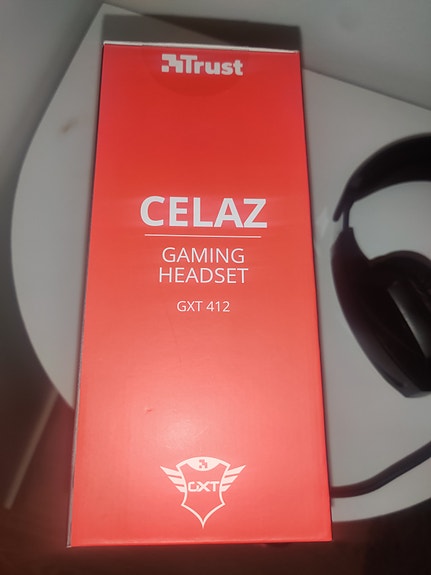 Trust
CELAZ
GAMING
HEADSET
GXT 412
GXT